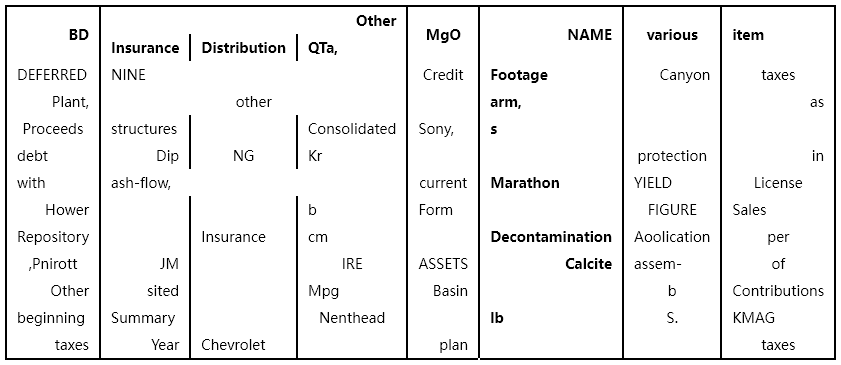 Other
BD MgO NAME various item
Insurance Distribution QTa,
DEFERRED NINE Credit Footage Canyon taxes
Plant, other arm, as
Proceeds structures Consolidated Sony, s
debt Dip NG Kr protection in
with ash-flow, current Marathon YIELD License
Hower b Form FIGURE Sales
Repository Insurance cm Decontamination Aoolication per
,Pnirott JM IRE ASSETS Calcite assem- of
Other sited Mpg Basin b Contributions
beginning Summary Nenthead lb S. KMAG
taxes Year Chevrolet plan taxes